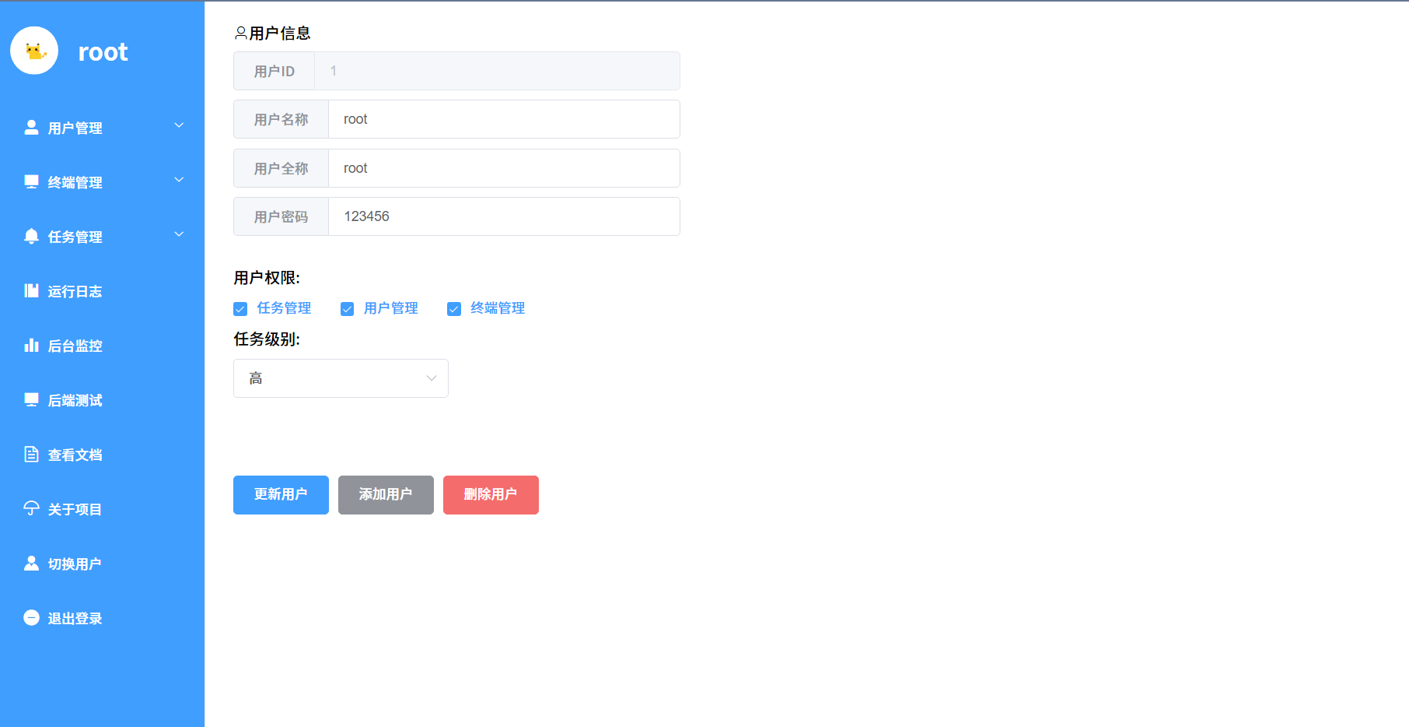 root
用户管理
终端管理
任务管理
运行日志
后台监控
后端测试
查看文档
关于项目
切换用户
退出登录
用户信息
用户ID 1
用户名称 root
用户全称 root
用户密码 123456
用户权限:
任务管理 用户管理 终端管理
任务级别:
高
更新用户 添加用户 删除用户